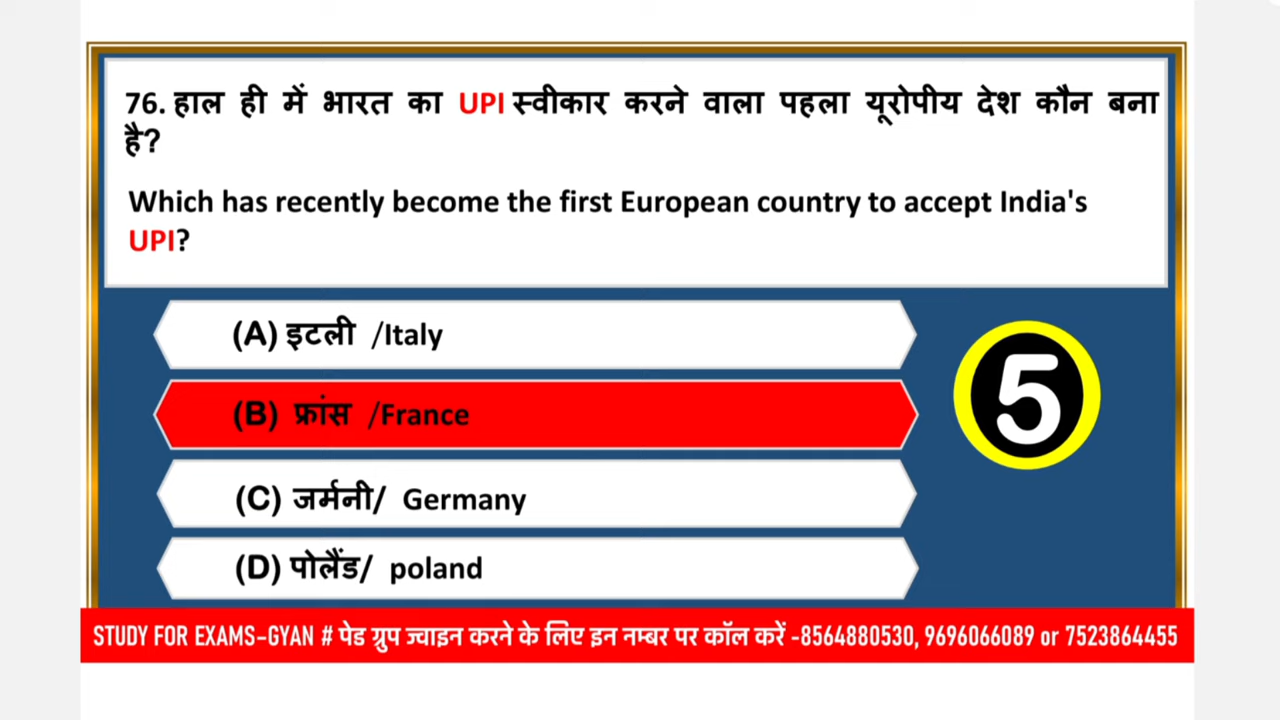 76. हाल ही में भारत का UPI स्वीकार करने वाला पहला यूरोपीय देश कौन बना
है?
Which has recently become the first European country to accept India's
UPI?
(A) इटली /Italy
(B) फ्रांस /France
5
(C) जर्मनी/ Germany
(D) पोलैंड/ poland
STUDY FOR EXAMS-GYAN # पेड ग्रुप ज्वाइन करने के लिए इन नम्बर पर कॉल करें -8564880530, 9696066089 or 7523864455